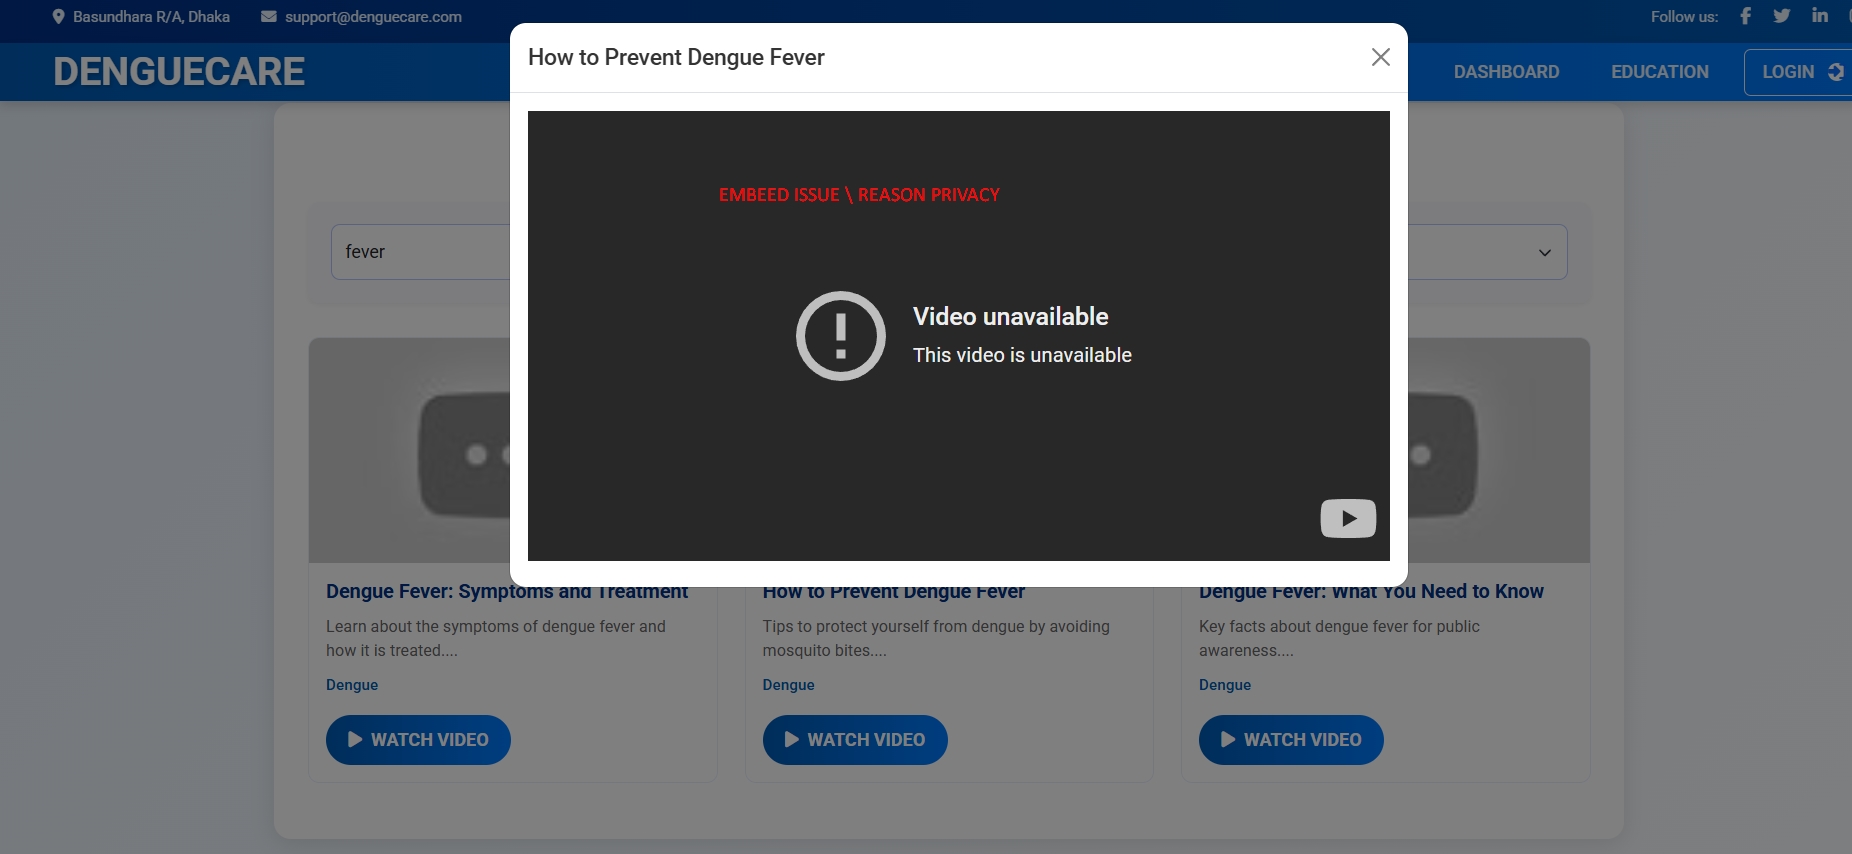 Basundhara R/A, Dhaka support@denguecare.com
Follow us:
DENGUECARE
DASHBOARD EDUCATION LOGIN
How to Prevent Dengue Fever
EMBEED ISSUE \ REASON PRIVACY
fever
Video unavailable
This video is unavailable
Dengue Fever: Symptoms and Treatment
Learn about the symptoms of dengue fever and
how it is treated....
Dengue
WATCH VIDEO
How to Prevent Dengue Fever
Tips to protect yourself from dengue by avoiding
mosquito bites....
Dengue
WATCH VIDEO
Dengue Fever: What You Need to Know
Key facts about dengue fever for public
awareness....
Dengue
WATCH VIDEO